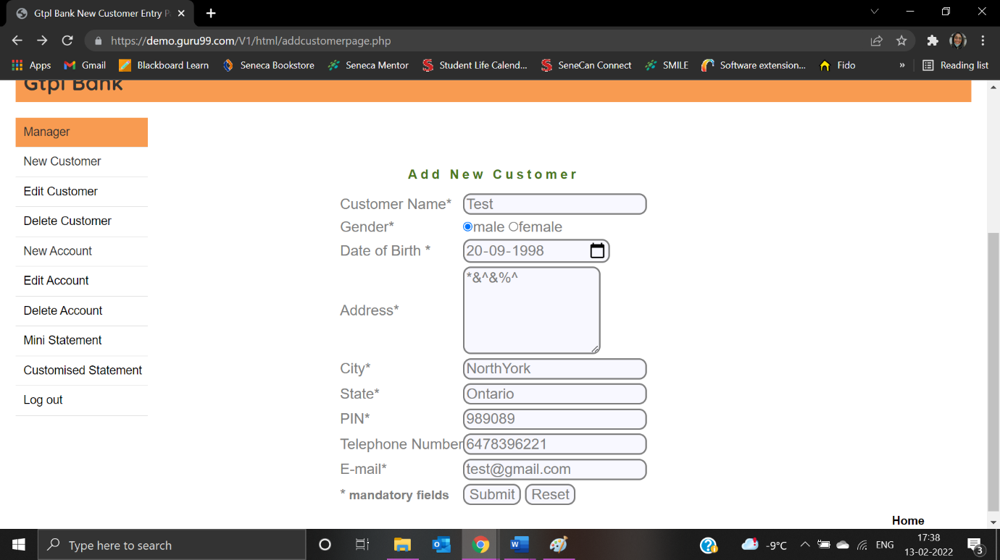 Gtpl Bank New Customer Entry P
https://demo.guru99.com/V1/html/addcustomerpage.php
Apps Gmail Blackboard Learn Seneca Bookstore Seneca Mentor Student Life Calend... SeneCan Connect SMILE Software extension... Fido » Reading list
Gtpl Bank
Manager
New Customer
Edit Customer
Delete Customer
New Account
Edit Account
Delete Account
Mini Statement
Customised Statement
Log out
Add New Customer
Customer Name* Test
Gender* male female
Date of Birth * 20-09-1998
Address* *&^&%^
City* NorthYork
State* Ontario
PIN* 989089
Telephone Number 6478396221
E-mail* test@gmail.com
* mandatory fields Submit Reset
Home
Type here to search -9°C ENG 17:38
13-02-2022 3